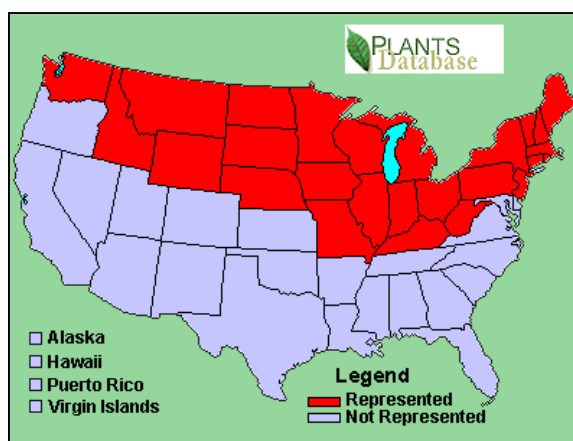 PLANTS
Database
Alaska
Hawaii
Puerto Rico
Virgin Islands
Legend
Represented
Not Represented